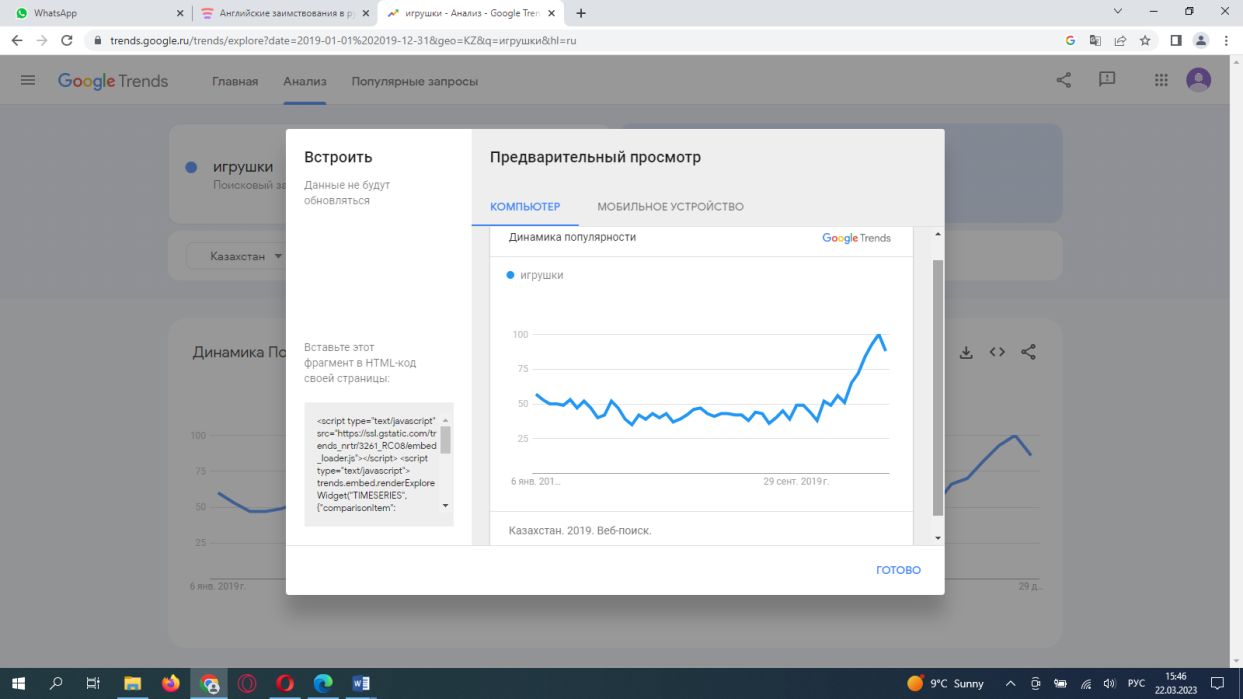 WhatsApp
Английские заимствования в ру
игрушки - Анализ - Google Tren
trends.google.ru/trends/explore?date=2019-01-01%202019-12-31&geo=KZ&q=игрушки&hl=ru
Google Trends
Главная
Анализ
Популярные запросы
игрушки
Поисковый за
Казахстан
Динамика По
100
75
50
25
6 янв. 2019 г.
29 д...
Встроить
Данные не будут
обновляться
Вставьте этот
фрагмент в HTML-код
своей страницы:
<script type="text/javascript"
src="https://ssl.gstatic.com/tr
ends_nrtr/3261_RC08/embed
_loader.js"></script> <script
type="text/javascript">
trends.embed.renderExplore
Widget("TIMESERIES",
{"comparisonItem":
Предварительный просмотр
КОМПЬЮТЕР
МОБИЛЬНОЕ УСТРОЙСТВО
Динамика популярности
Google Trends
игрушки
100
75
50
25
6 янв. 201...
29 сент. 2019 г.
Казахстан. 2019. Веб-поиск.
ГОТОВО
9°C Sunny
РУС
15:46
22.03.2023